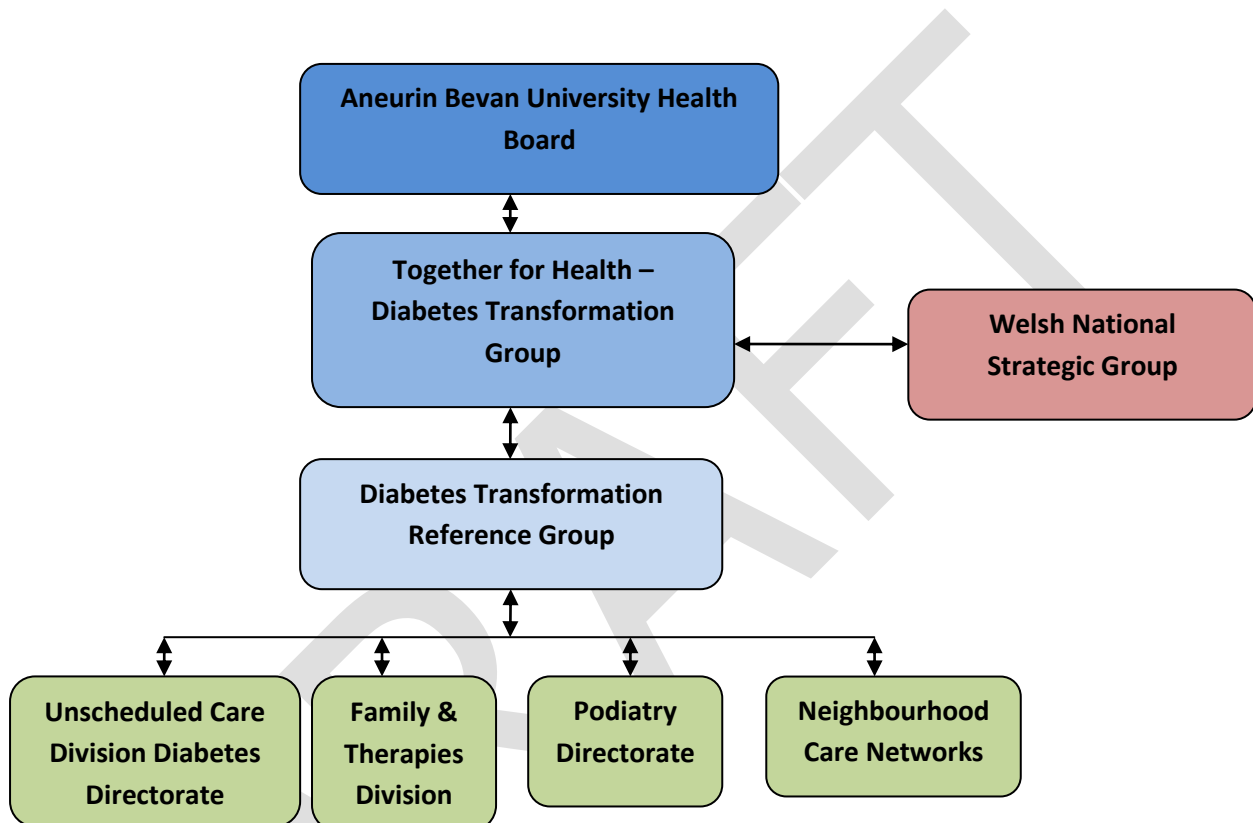 Aneurin Bevan University Health
Board
Together for Health –
Diabetes Transformation
Group
Welsh National
Strategic Group
Diabetes Transformation
Reference Group
Unscheduled Care
Division Diabetes
Directorate
Family &
Therapies
Division
Podiatry
Directorate
Neighbourhood
Care Networks
DRAFT